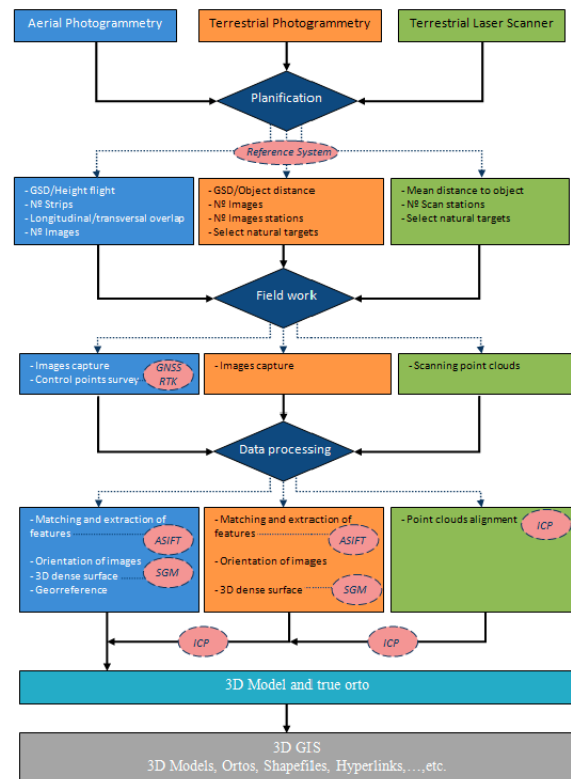 Aerial Photogrammetry
Terrestrial Photogrammetry
Terrestrial Laser Scanner
Planification
Reference System
- GSD/Height flight
- Nº Strips
- Longitudinal/transversal overlap
- Nº Images
- GSD/Object distance
- Nº Images
- Nº Images stations
- Select natural targets
- Mean distance to object
- Nº Scan stations
- Select natural targets
Field work
- Images capture
- Control points survey
GNSS
RTK
- Images capture
- Scanning point clouds
Data processing
- Matching and extraction of
features
ASIFT
- Orientation of images
- 3D dense surface
SGM
- Georreference
- Matching and extraction of
features
ASIFT
- Orientation of images
- 3D dense surface
SGM
- Point clouds alignment
ICP
ICP
ICP
3D Model and true orto
3D GIS
3D Models, Ortos, Shapefiles, Hyperlinks,…,etc.